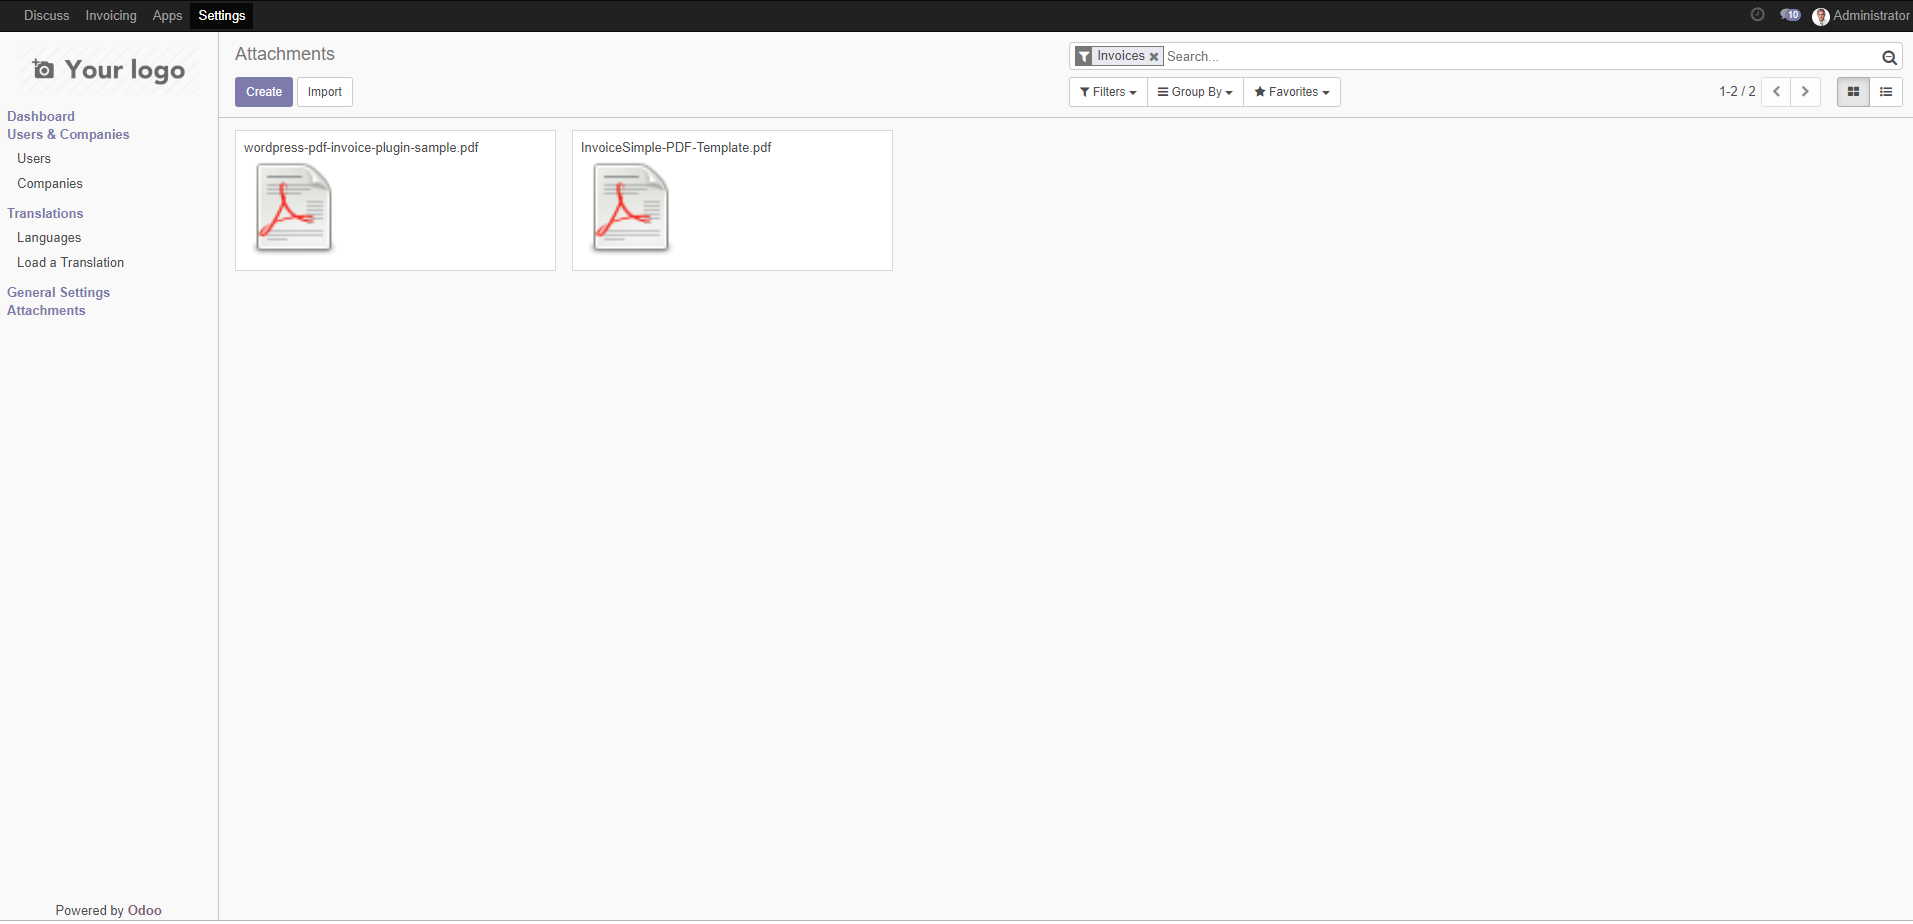 Discuss Invoicing Apps Settings 10 Administrator
Your logo
Dashboard
Users & Companies
Users
Companies
Translations
Languages
Load a Translation
General Settings
Attachments
Powered by Odoo
Attachments
Invoices Search...
Create Import
Filters Group By Favorites 1-2 / 2
wordpress-pdf-invoice-plugin-sample.pdf
InvoiceSimple-PDF-Template.pdf